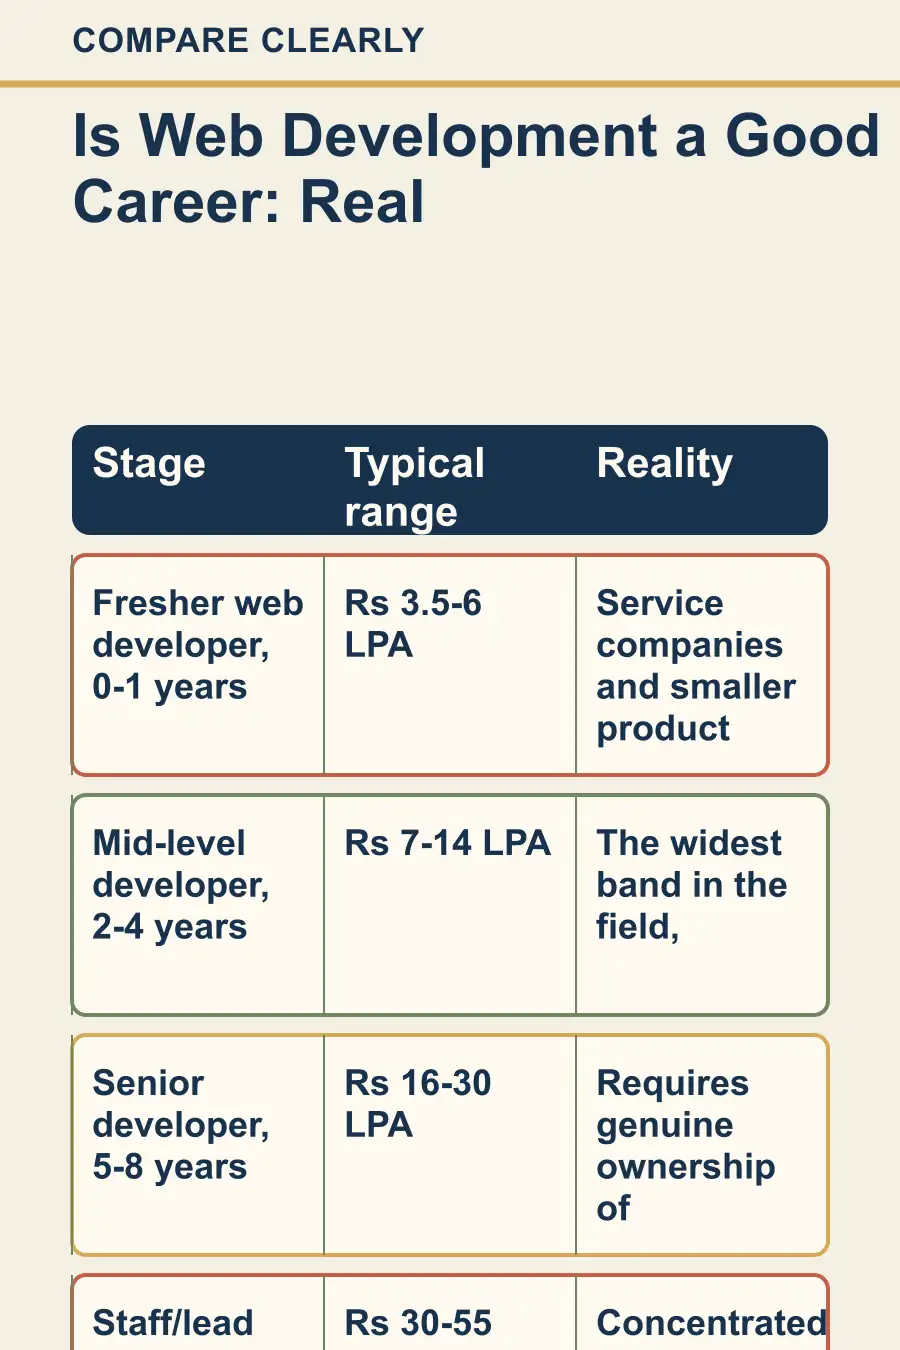 COMPARE CLEARLY
Is Web Development a Good
Career: Real
Stage
Typical
range
Reality
Fresher web
developer,
0-1 years
Rs 3.5-6
LPA
Service
companies
and smaller
product
Mid-level
developer,
2-4 years
Rs 7-14 LPA
The widest
band in the
field,
Senior
developer,
5-8 years
Rs 16-30
LPA
Requires
genuine
ownership
of
Staff/lead
Rs 30-55
Concentrated